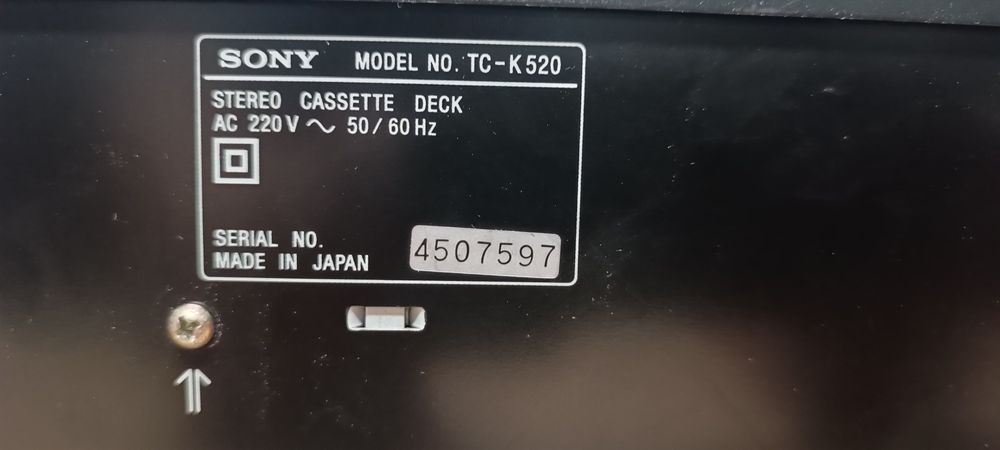 SONY MODEL NO. TC-K520
STEREO CASSETTE DECK
AC 220V ~ 50/60Hz
SERIAL NO. 4507597
MADE IN JAPAN